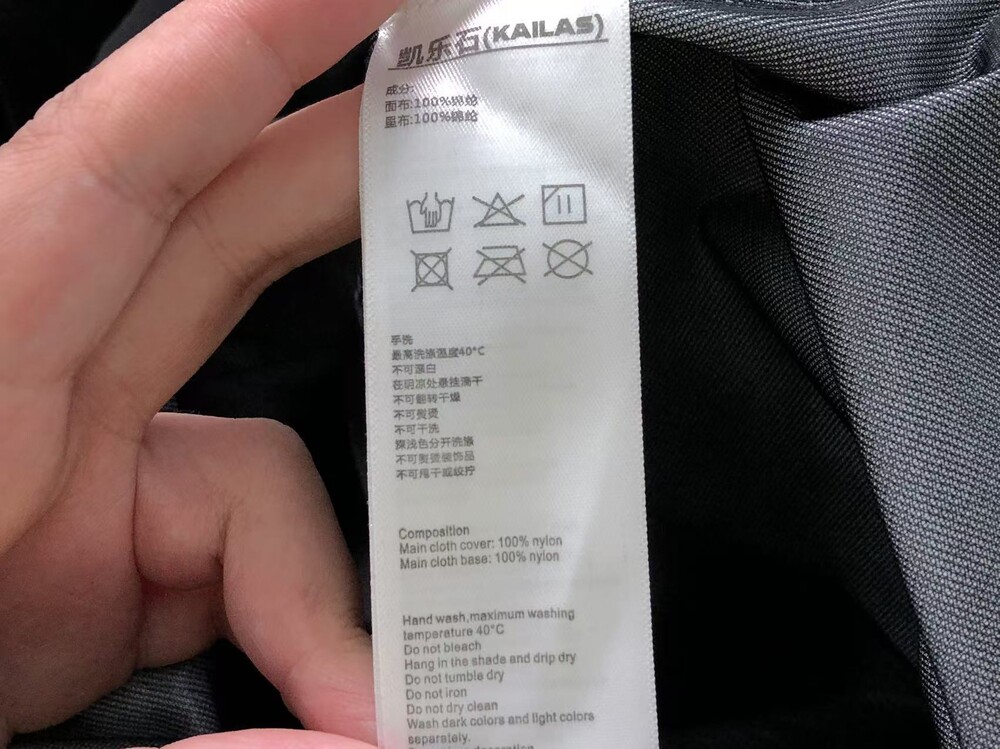 凯乐石(KAILAS)
成分:
面布:100%锦纶
里布:100%锦纶
手洗
最高洗涤温度40°C
不可漂白
在阴凉处悬挂滴干
不可翻转干燥
不可熨烫
不可干洗
深浅色分开洗涤
不可熨烫装饰品
不可甩干或绞拧
Composition
Main cloth cover: 100% nylon
Main cloth base: 100% nylon
Hand wash,maximum washing
temperature 40°C
Do not bleach
Hang in the shade and drip dry
Do not tumble dry
Do not iron
Do not dry clean
Wash dark colors and light colors
separately.